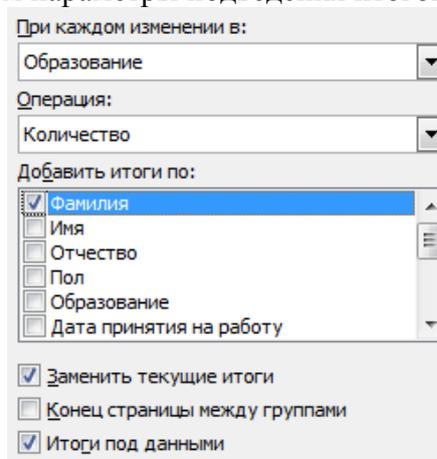 При каждом изменении в:
Образование
Операция:
Количество
Добавить итоги по:
Фамилия
Имя
Отчество
Пол
Образование
Дата принятия на работу
Заменить текущие итоги
Конец страницы между группами
Итоги под данными